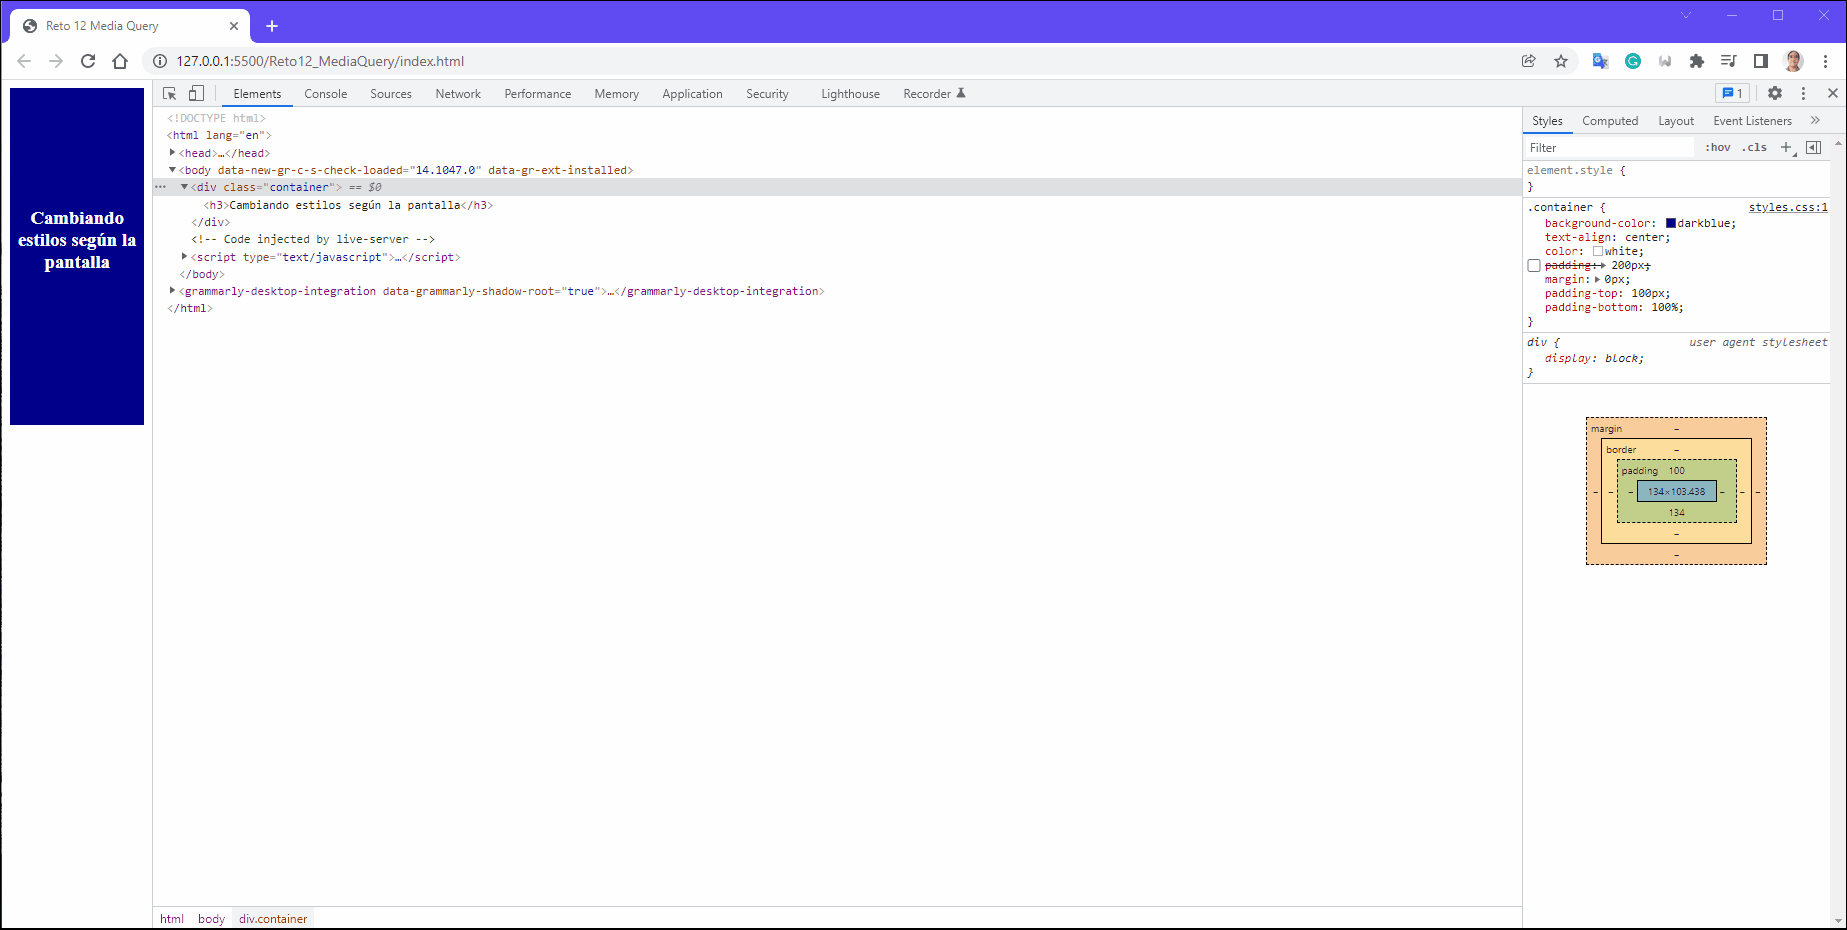 Reto 12 Media Query
127.0.0.1:5500/Reto12_MediaQuery/index.html
Cambiando
estilos según la
pantalla
Elements Console Sources Network Performance Memory Application Security Lighthouse Recorder 1
<!DOCTYPE html>
<html lang="en">
<head>…</head>
<body data-new-gr-c-s-check-loaded="14.1047.0" data-gr-ext-installed>
<div class="container"> == $0
<h3>Cambiando estilos según la pantalla</h3>
</div>
<!-- Code injected by live-server -->
<script type="text/javascript">…</script>
</body>
<grammarly-desktop-integration data-grammarly-shadow-root="true">…</grammarly-desktop-integration>
</html>
html body div.container
Styles Computed Layout Event Listeners »
Filter :hov .cls +
element.style {
}
.container { styles.css:1
background-color: darkblue;
text-align: center;
color: white;
padding: 200px;
margin: 0px;
padding-top: 100px;
padding-bottom: 100%;
}
div { user agent stylesheet
display: block;
}
margin –
border –
padding 100
– – – 134×103.438 – – –
134
–
–